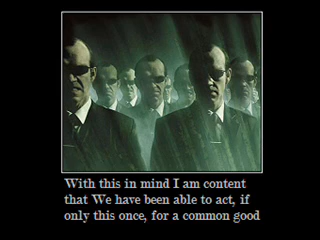 With this in mind I am content
that We have been able to act, if
only this once, for a common good